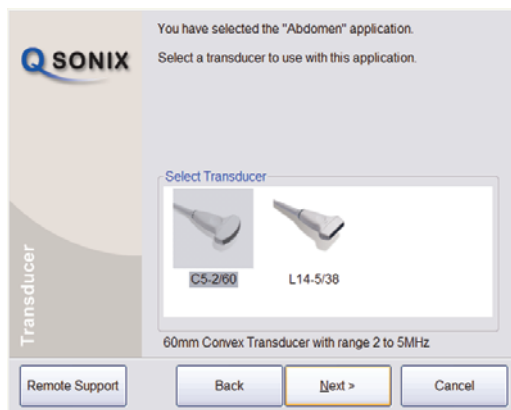 You have selected the "Abdomen" application.
Select a transducer to use with this application.
Q SONIX
Select Transducer
C5-2/60
L14-5/38
Transducer
60mm Convex Transducer with range 2 to 5MHz
Remote Support
Back
Next >
Cancel